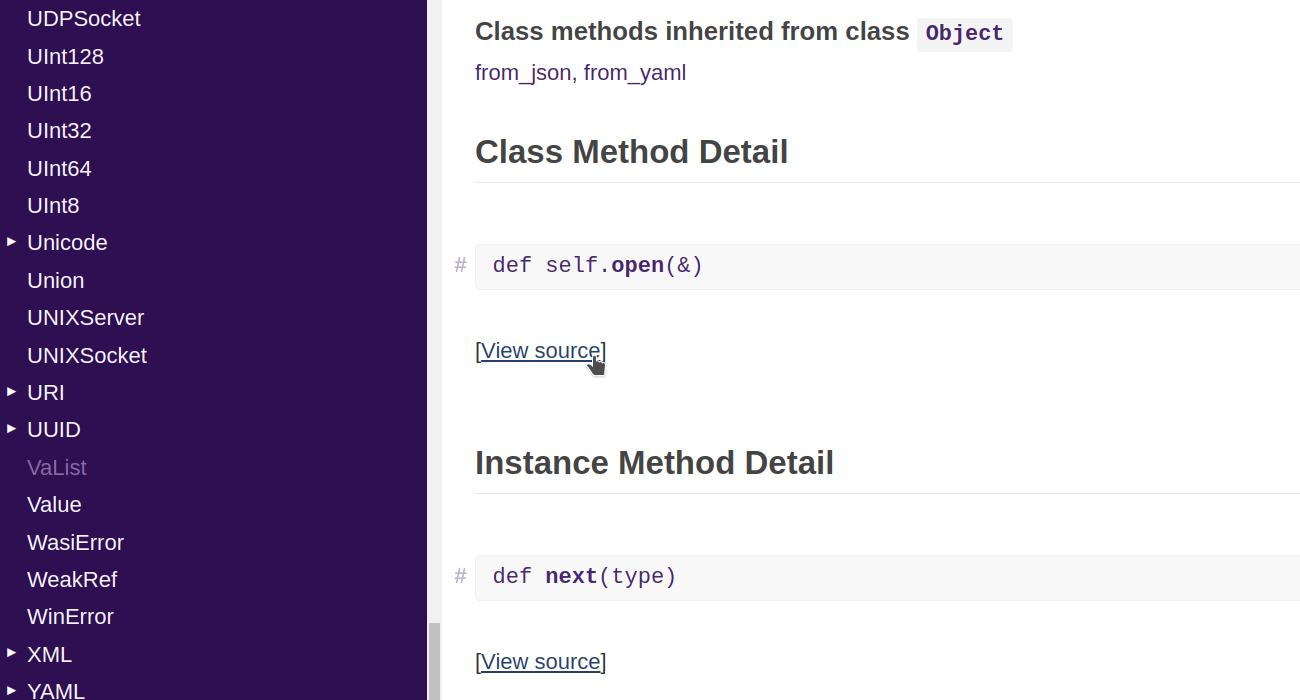 UDPSocket
UInt128
UInt16
UInt32
UInt64
UInt8
► Unicode
Union
UNIXServer
UNIXSocket
► URI
► UUID
VaList
Value
WasiError
WeakRef
WinError
► XML
► YAML
Class methods inherited from class Object
from_json, from_yaml
Class Method Detail
# def self.open(&)
[View source]
Instance Method Detail
# def next(type)
[View source]